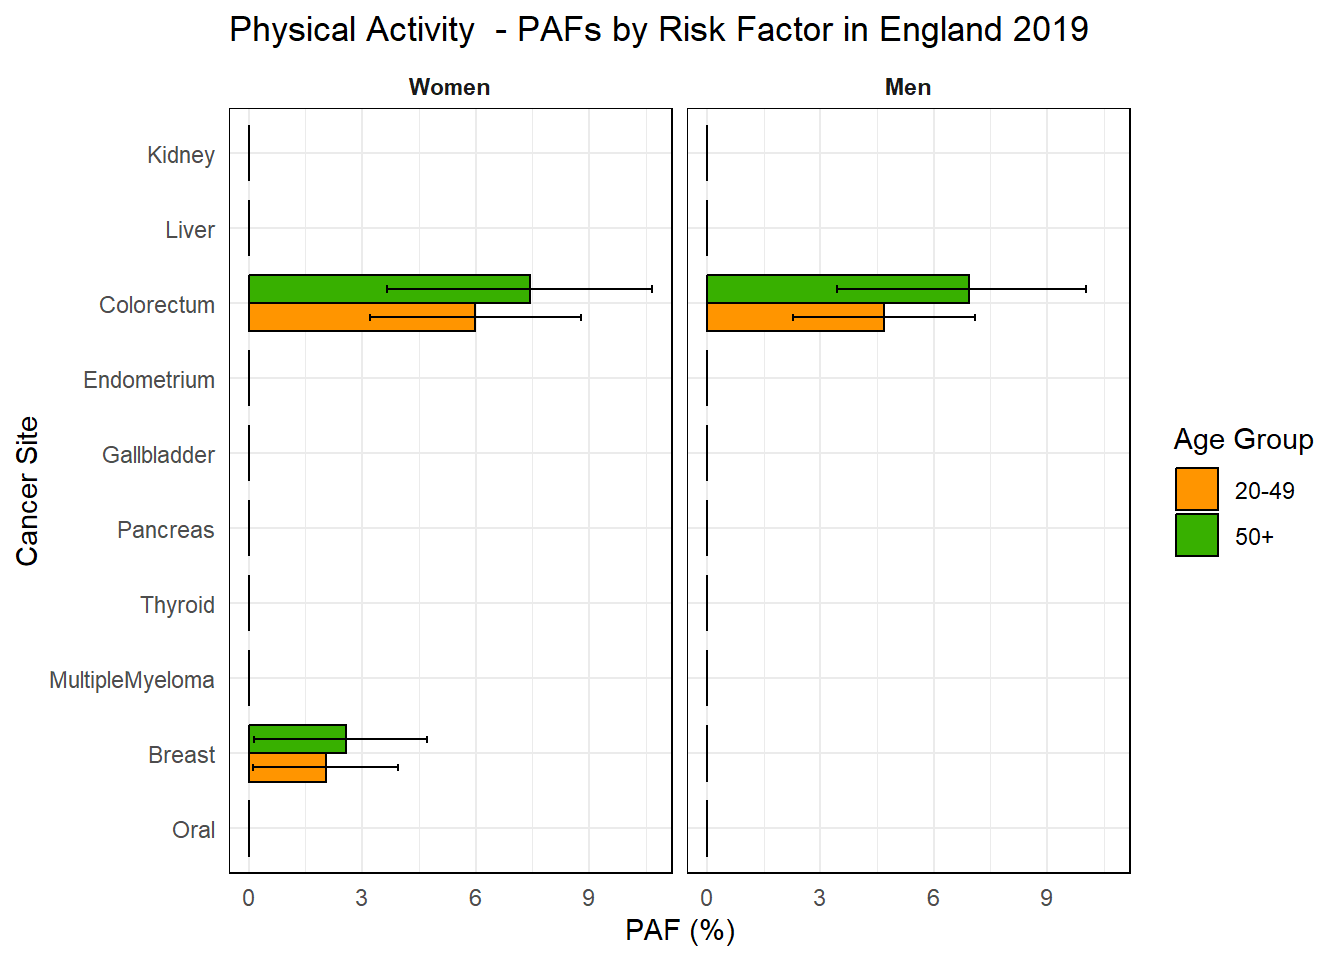 Physical Activity  - PAFs by Risk Factor in England 2019
Women
Men
Kidney
Liver
Colorectum
Endometrium
Gallbladder
Pancreas
Thyroid
MultipleMyeloma
Breast
Oral
Cancer Site
0 3 6 9
0 3 6 9
PAF (%)
Age Group
20-49
50+